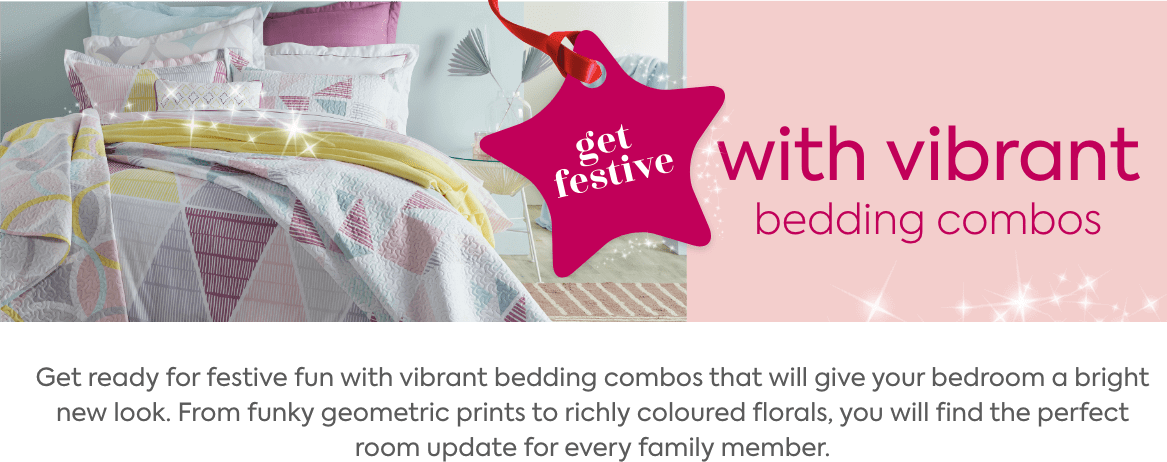 get
festive
with vibrant
bedding combos
Get ready for festive fun with vibrant bedding combos that will give your bedroom a bright
new look. From funky geometric prints to richly coloured florals, you will find the perfect
room update for every family member.